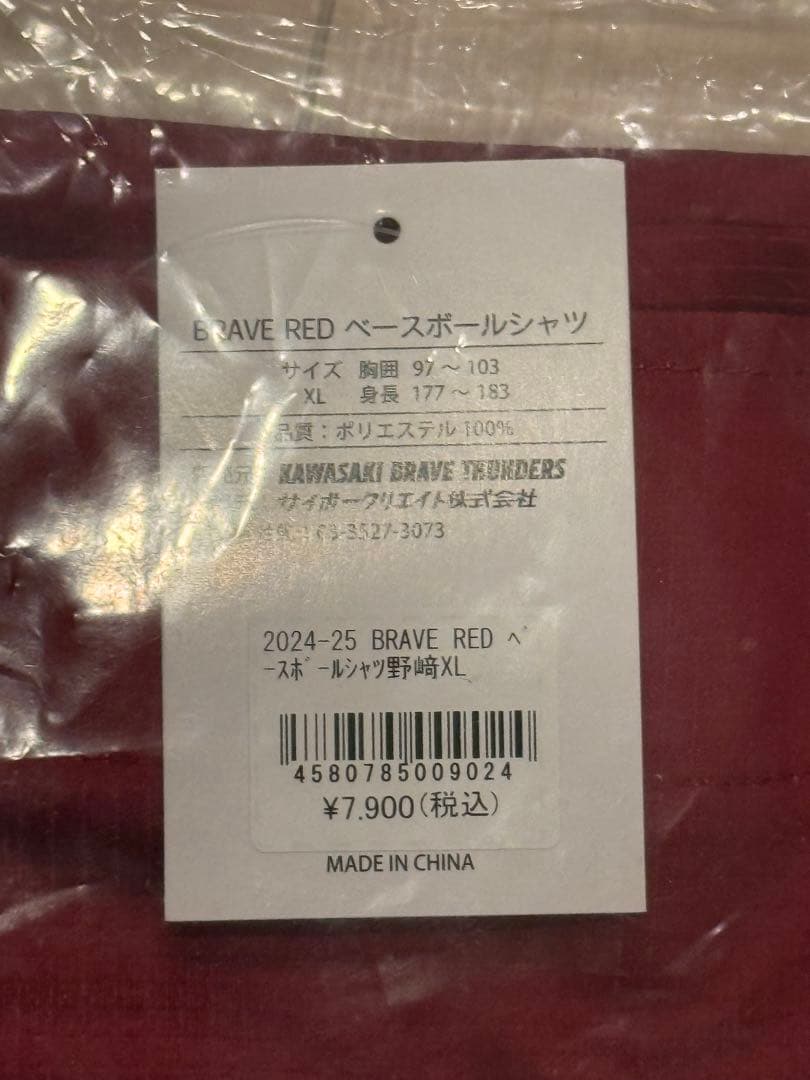 BRAVE RED ベースボールシャツ
サイズ 胸囲 97 ～ 103
XL 身長 177 ～ 183
品質：ポリエステル 100%
KAWASAKI BRAVE THUNDERS
サイボークリエイト株式会社
03-3527-3073
2024-25 BRAVE RED ﾍﾞ
ｰｽﾎﾞｰﾙｼｬﾂ野﨑XL
4580785009024
¥7.900(税込)
MADE IN CHINA